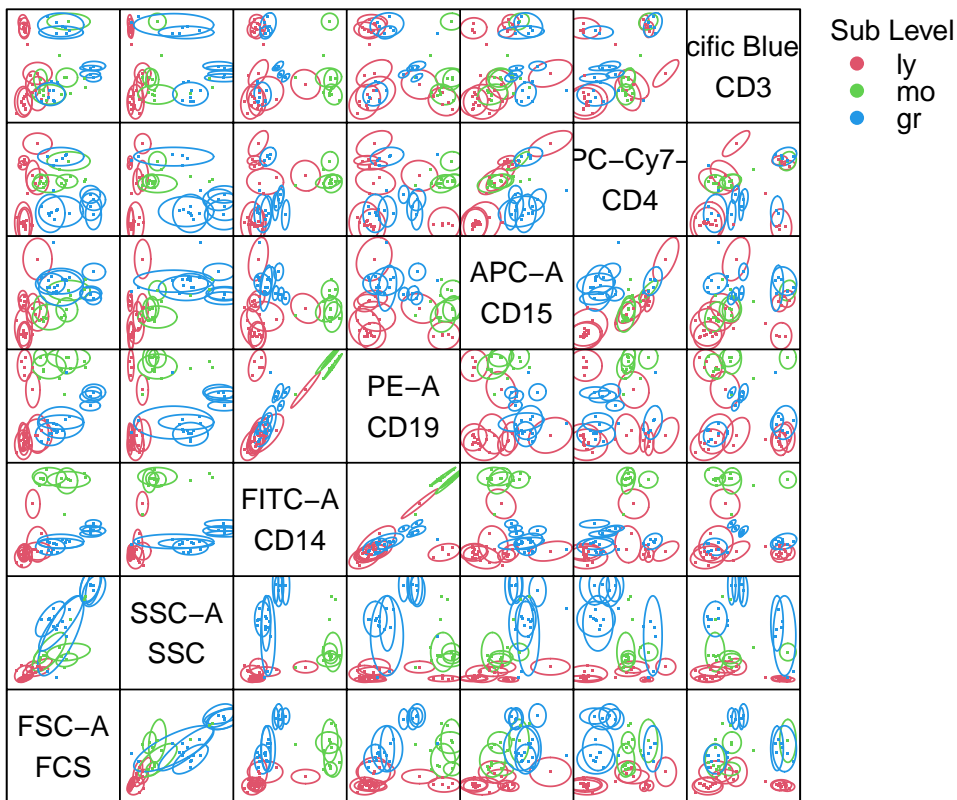 Sub Level
ly
mo
gr
cific Blue
CD3
PC−Cy7−
CD4
APC−A
CD15
PE−A
CD19
FITC−A
CD14
SSC−A
SSC
FSC−A
FCS